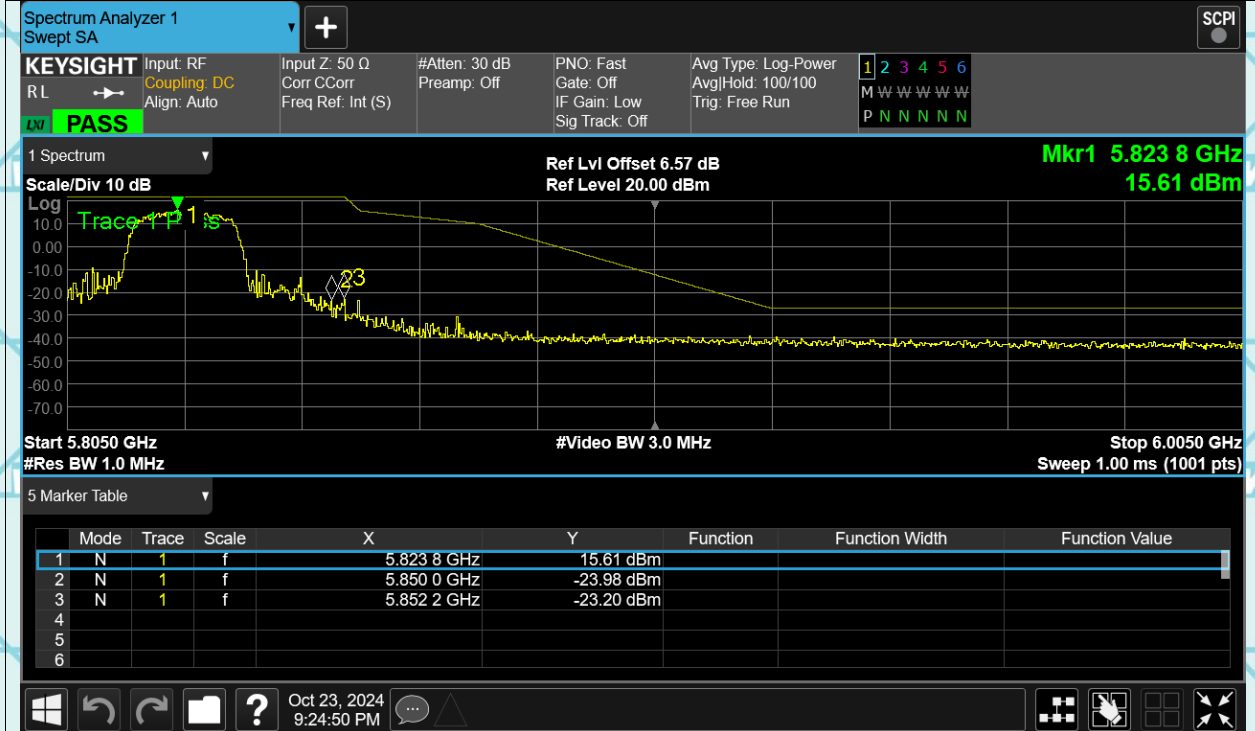 Spectrum Analyzer 1
Swept SA
+
SCPI
KEYSIGHT
R L
LXI PASS
Input: RF
Coupling: DC
Align: Auto
Input Z: 50 Ω
Corr CCorr
Freq Ref: Int (S)
#Atten: 30 dB
Preamp: Off
PNO: Fast
Gate: Off
IF Gain: Low
Sig Track: Off
Avg Type: Log-Power
Avg|Hold: 100/100
Trig: Free Run
1 2 3 4 5 6
M W W W W W
P N N N N N
1 Spectrum
Scale/Div 10 dB
Ref Lvl Offset 6.57 dB
Ref Level 20.00 dBm
Mkr1 5.823 8 GHz
15.61 dBm
Log
Trace 1 P ss
1
23
10.0
0.00
-10.0
-20.0
-30.0
-40.0
-50.0
-60.0
-70.0
Start 5.8050 GHz
#Video BW 3.0 MHz
Stop 6.0050 GHz
#Res BW 1.0 MHz
Sweep 1.00 ms (1001 pts)
5 Marker Table
Mode Trace Scale X Y Function Function Width Function Value
1 N 1 f 5.823 8 GHz 15.61 dBm
2 N 1 f 5.850 0 GHz -23.98 dBm
3 N 1 f 5.852 2 GHz -23.20 dBm
4
5
6
?
Oct 23, 2024
9:24:50 PM